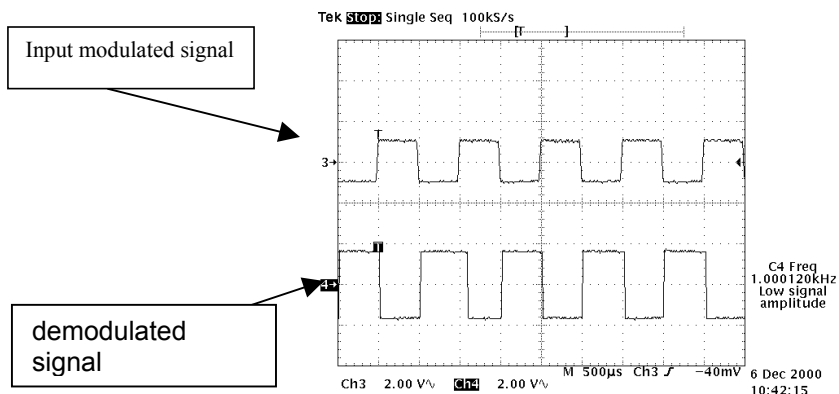 Tek Stop: Single Seq 100kS/s
[T ]
Input modulated signal
T
3→
T
4→
C4 Freq
1.000120kHz
Low signal
amplitude
demodulated
signal
Ch3 2.00 V∿ Ch4 2.00 V∿ M 500µs Ch3 ∫ −40mV
6 Dec 2000
10:42:15